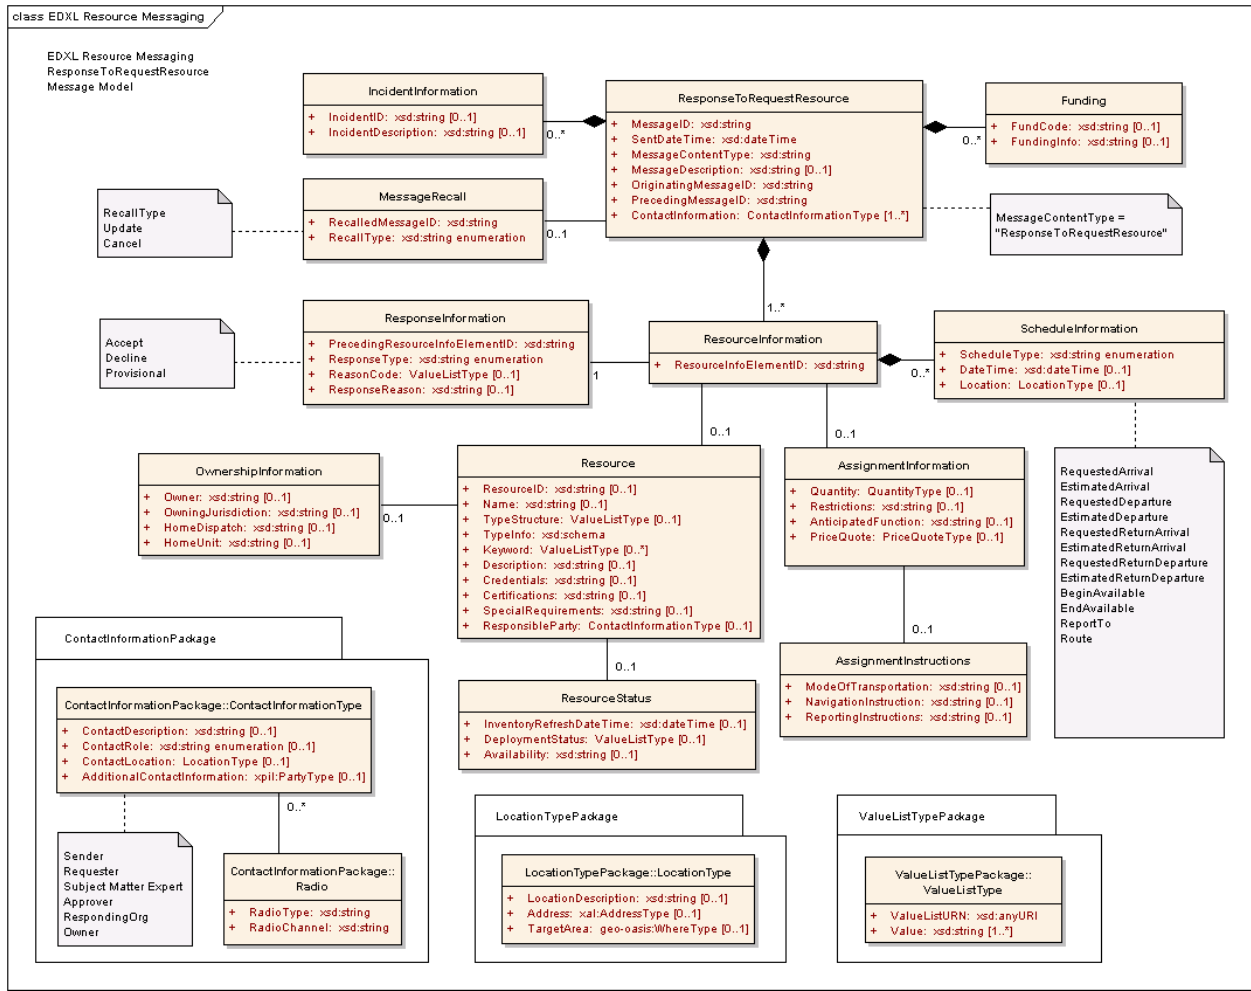 class EDXL Resource Messaging
EDXL Resource Messaging
ResponseToRequestResource
Message Model
IncidentInformation
+ IncidentID: xsd:string [0..1]
+ IncidentDescription: xsd:string [0..1]
0..*
ResponseToRequestResource
+ MessageID: xsd:string
+ SentDateTime: xsd:dateTime
+ MessageContentType: xsd:string
+ MessageDescription: xsd:string [0..1]
+ OriginatingMessageID: xsd:string
+ PrecedingMessageID: xsd:string
+ ContactInformation: ContactInformationType [1..*]
Funding
+ FundCode: xsd:string [0..1]
+ FundingInfo: xsd:string [0..1]
0..*
RecallType
Update
Cancel
MessageRecall
+ RecalledMessageID: xsd:string
+ RecallType: xsd:string enumeration
0..1
MessageContentType =
"ResponseToRequestResource"
1..*
Accept
Decline
Provisional
ResponseInformation
+ PrecedingResourceInfoElementID: xsd:string
+ ResponseType: xsd:string enumeration
+ ReasonCode: ValueListType [0..1]
+ ResponseReason: xsd:string [0..1]
1
ResourceInformation
+ ResourceInfoElementID: xsd:string
0..*
ScheduleInformation
+ ScheduleType: xsd:string enumeration
+ DateTime: xsd:dateTime [0..1]
+ Location: LocationType [0..1]
0..1
0..1
OwnershipInformation
+ Owner: xsd:string [0..1]
+ OwningJurisdiction: xsd:string [0..1]
+ HomeDispatch: xsd:string [0..1]
+ HomeUnit: xsd:string [0..1]
0..1
Resource
+ ResourceID: xsd:string [0..1]
+ Name: xsd:string [0..1]
+ TypeStructure: ValueListType [0..1]
+ TypeInfo: xsd:schema
+ Keyword: ValueListType [0..*]
+ Description: xsd:string [0..1]
+ Credentials: xsd:string [0..1]
+ Certifications: xsd:string [0..1]
+ SpecialRequirements: xsd:string [0..1]
+ ResponsibleParty: ContactInformationType [0..1]
AssignmentInformation
+ Quantity: QuantityType [0..1]
+ Restrictions: xsd:string [0..1]
+ AnticipatedFunction: xsd:string [0..1]
+ PriceQuote: PriceQuoteType [0..1]
RequestedArrival
EstimatedArrival
RequestedDeparture
EstimatedDeparture
RequestedReturnArrival
EstimatedReturnArrival
RequestedReturnDeparture
EstimatedReturnDeparture
BeginAvailable
EndAvailable
ReportTo
Route
0..1
0..1
AssignmentInstructions
+ ModeOfTransportation: xsd:string [0..1]
+ NavigationInstruction: xsd:string [0..1]
+ ReportingInstructions: xsd:string [0..1]
ResourceStatus
+ InventoryRefreshDateTime: xsd:dateTime [0..1]
+ DeploymentStatus: ValueListType [0..1]
+ Availability: xsd:string [0..1]
ContactInformationPackage
ContactInformationPackage::ContactInformationType
+ ContactDescription: xsd:string [0..1]
+ ContactRole: xsd:string enumeration [0..1]
+ ContactLocation: LocationType [0..1]
+ AdditionalContactInformation: xpil:PartyType [0..1]
0..*
Sender
Requester
Subject Matter Expert
Approver
RespondingOrg
Owner
ContactInformationPackage::
Radio
+ RadioType: xsd:string
+ RadioChannel: xsd:string
LocationTypePackage
LocationTypePackage::LocationType
+ LocationDescription: xsd:string [0..1]
+ Address: xal:AddressType [0..1]
+ TargetArea: geo-oasis:WhereType [0..1]
ValueListTypePackage
ValueListTypePackage::
ValueListType
+ ValueListURN: xsd:anyURI
+ Value: xsd:string [1..*]